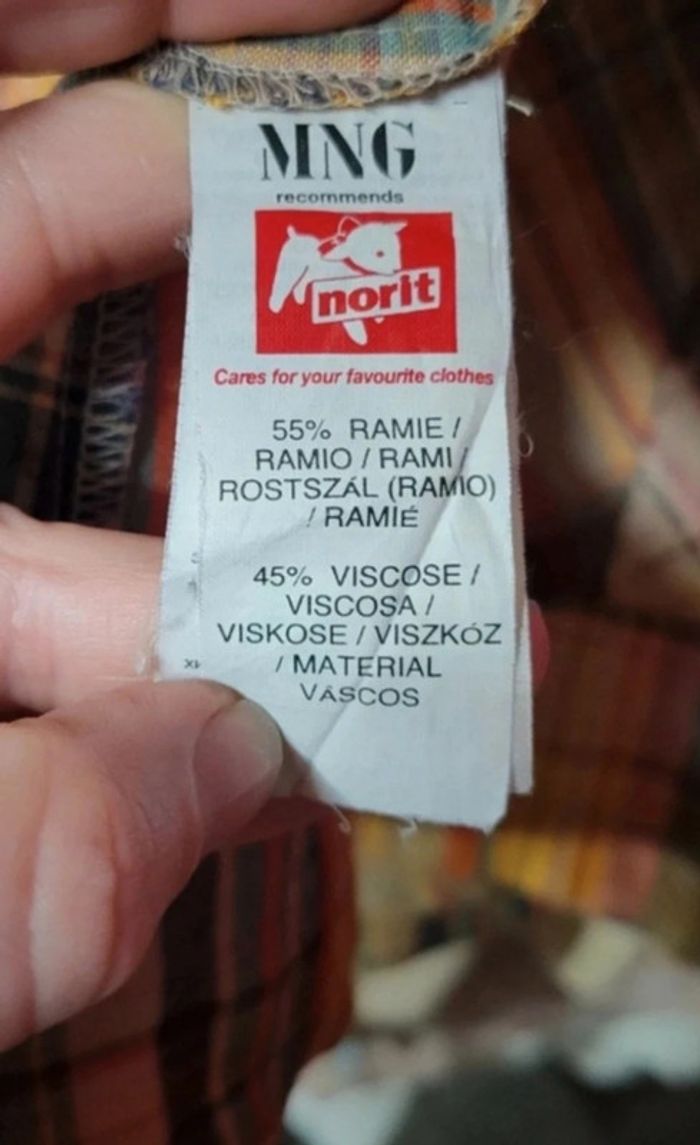 MNG
recommends
norit
Cares for your favourite clothes
55% RAMIE /
RAMIO / RAMI /
ROSTSZÁL (RAMIO)
/ RAMIÉ
45% VISCOSE /
VISCOSA /
VISKOSE / VISZKÓZ
/ MATERIAL
VÁSCOS